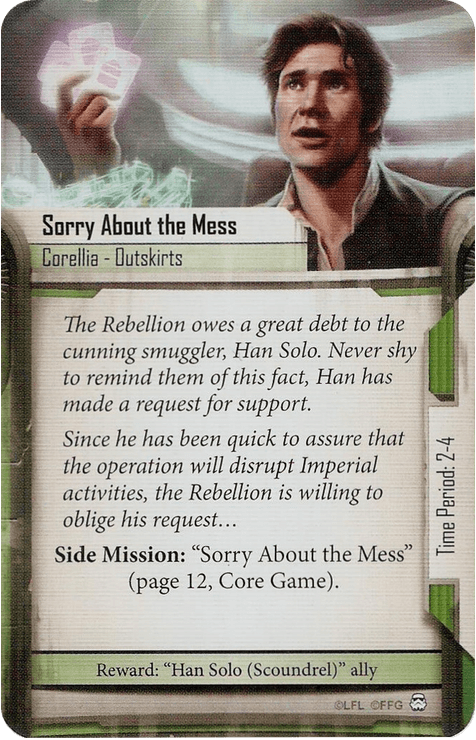 Sorry About the Mess
Corellia - Outskirts
The Rebellion owes a great debt to the
cunning smuggler, Han Solo. Never shy
to remind them of this fact, Han has
made a request for support.
Since he has been quick to assure that
the operation will disrupt Imperial
activities, the Rebellion is willing to
oblige his request…
Side Mission: “Sorry About the Mess”
(page 12, Core Game).
Time Period: 2-4
Reward: “Han Solo (Scoundrel)” ally
©LFL ©FFG